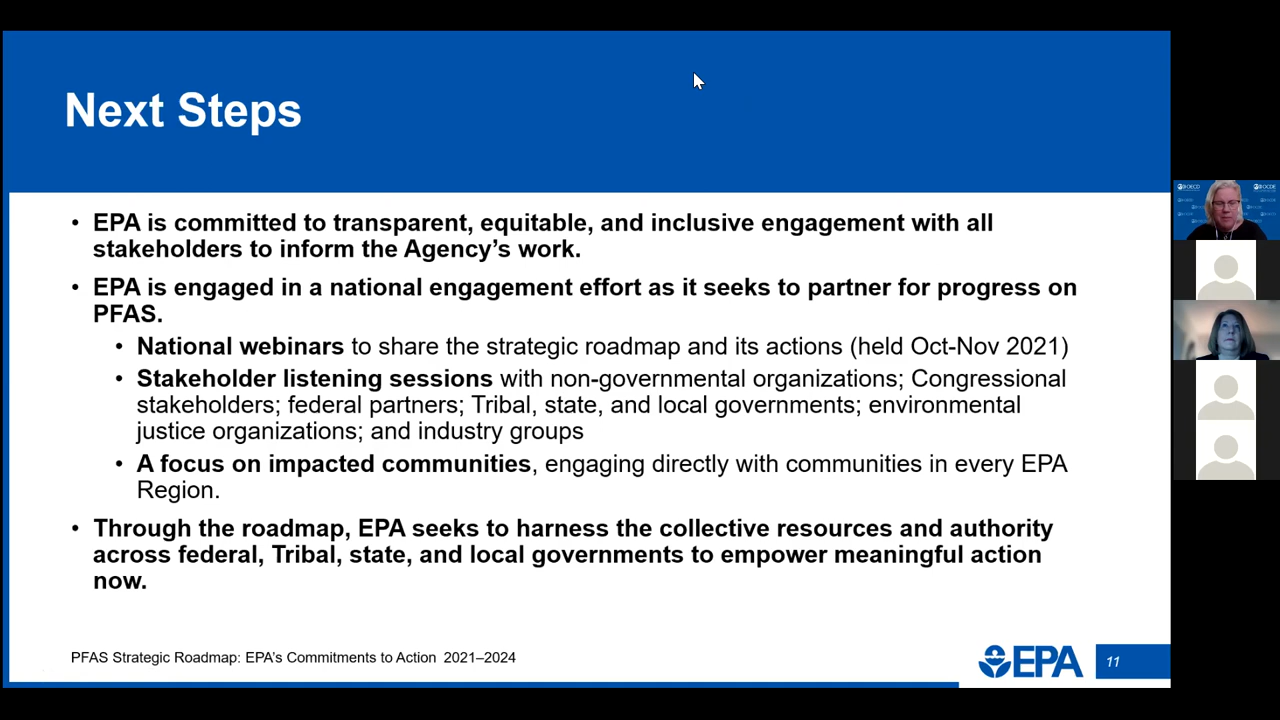 Next Steps
• EPA is committed to transparent, equitable, and inclusive engagement with all
stakeholders to inform the Agency’s work.
• EPA is engaged in a national engagement effort as it seeks to partner for progress on
PFAS.
• National webinars to share the strategic roadmap and its actions (held Oct-Nov 2021)
• Stakeholder listening sessions with non-governmental organizations; Congressional
stakeholders; federal partners; Tribal, state, and local governments; environmental
justice organizations; and industry groups
• A focus on impacted communities, engaging directly with communities in every EPA
Region.
• Through the roadmap, EPA seeks to harness the collective resources and authority
across federal, Tribal, state, and local governments to empower meaningful action
now.
PFAS Strategic Roadmap: EPA’s Commitments to Action 2021–2024
EPA
11
OECD
OCDE